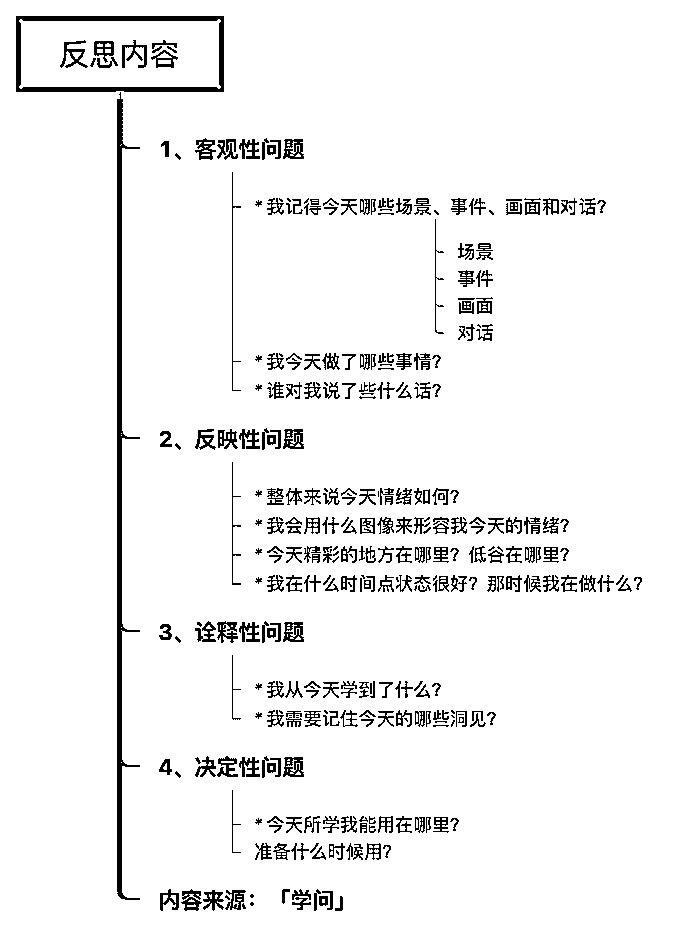 反思内容
1、客观性问题
*我记得今天哪些场景、事件、画面和对话？
场景
事件
画面
对话
*我今天做了哪些事情？
*谁对我说了些什么话？
2、反映性问题
*整体来说今天情绪如何？
*我会用什么图像来形容我今天的情绪？
*今天精彩的地方在哪里？低谷在哪里？
*我在什么时间点状态很好？那时候我在做什么？
3、诠释性问题
*我从今天学到了什么？
*我需要记住今天的哪些洞见？
4、决定性问题
*今天所学我能用在哪里？
准备什么时候用？
内容来源：「学问」